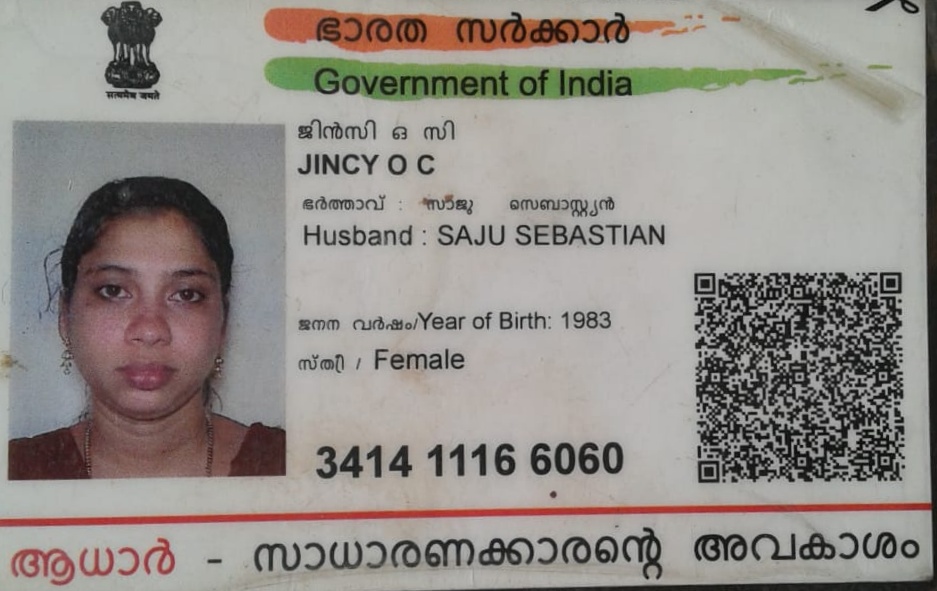 ഭാരത സർക്കാർ
Government of India
सत्यमेव जयते
ജിൻസി ഒ സി
JINCY O C
ഭർത്താവ് : സാജു സെബാസ്റ്റ്യൻ
Husband : SAJU SEBASTIAN
ജനന വർഷം/Year of Birth: 1983
സ്ത്രീ / Female
3414 1116 6060
ആധാർ - സാധാരണക്കാരന്റെ അവകാശം